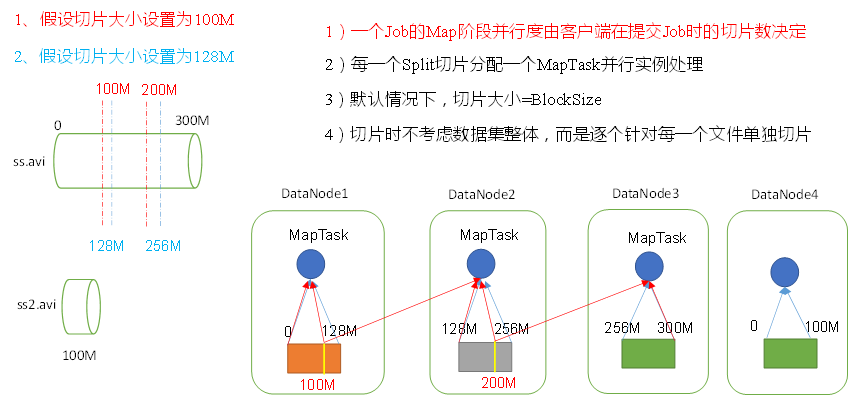 1、假设切片大小设置为100M
2、假设切片大小设置为128M
100M 200M
0 300M
ss.avi
128M 256M
ss2.avi
100M
1）一个Job的Map阶段并行度由客户端在提交Job时的切片数决定
2）每一个Split切片分配一个MapTask并行实例处理
3）默认情况下，切片大小=BlockSize
4）切片时不考虑数据集整体，而是逐个针对每一个文件单独切片
DataNode1 DataNode2 DataNode3 DataNode4
MapTask MapTask MapTask
0 128M 128M 256M 256M 300M 0 100M
100M 200M